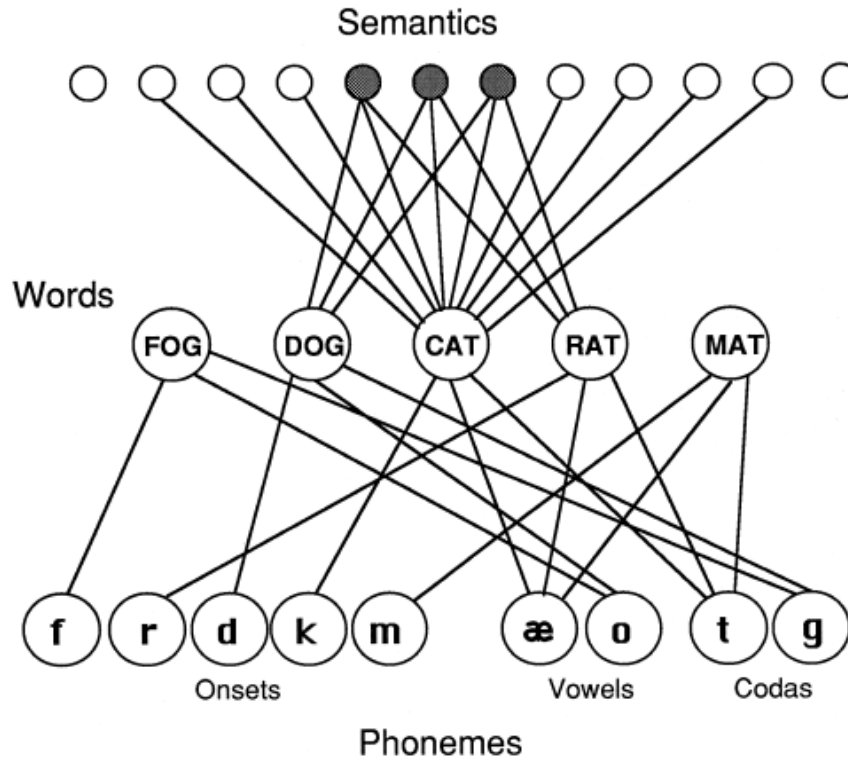 Semantics
Words
FOG DOG CAT RAT MAT
f r d k m æ o t g
Onsets Vowels Codas
Phonemes